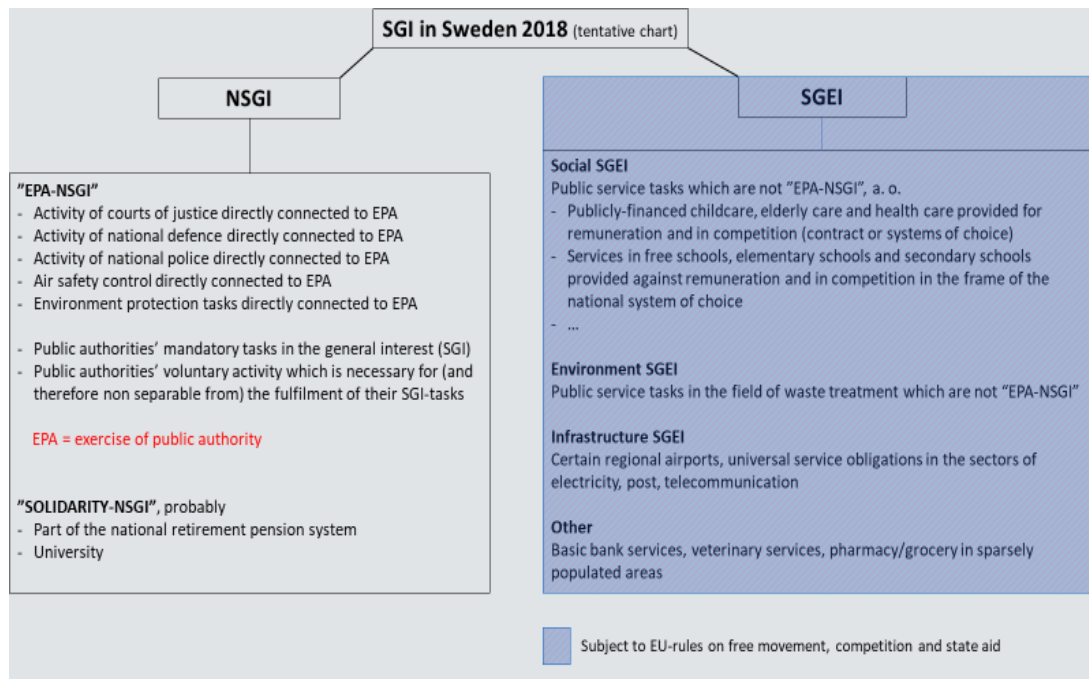 SGI in Sweden 2018 (tentative chart)
NSGI
"EPA-NSGI"
- Activity of courts of justice directly connected to EPA
- Activity of national defence directly connected to EPA
- Activity of national police directly connected to EPA
- Air safety control directly connected to EPA
- Environment protection tasks directly connected to EPA
- Public authorities' mandatory tasks in the general interest (SGI)
- Public authorities' voluntary activity which is necessary for (and
therefore non separable from) the fulfilment of their SGI-tasks
EPA = exercise of public authority
"SOLIDARITY-NSGI", probably
- Part of the national retirement pension system
- University
SGEI
Social SGEI
Public service tasks which are not "EPA-NSGI", a. o.
- Publicly-financed childcare, elderly care and health care provided for
remuneration and in competition (contract or systems of choice)
- Services in free schools, elementary schools and secondary schools
provided against remuneration and in competition in the frame of the
national system of choice
- ...
Environment SGEI
Public service tasks in the field of waste treatment which are not "EPA-NSGI"
Infrastructure SGEI
Certain regional airports, universal service obligations in the sectors of
electricity, post, telecommunication
Other
Basic bank services, veterinary services, pharmacy/grocery in sparsely
populated areas
Subject to EU-rules on free movement, competition and state aid